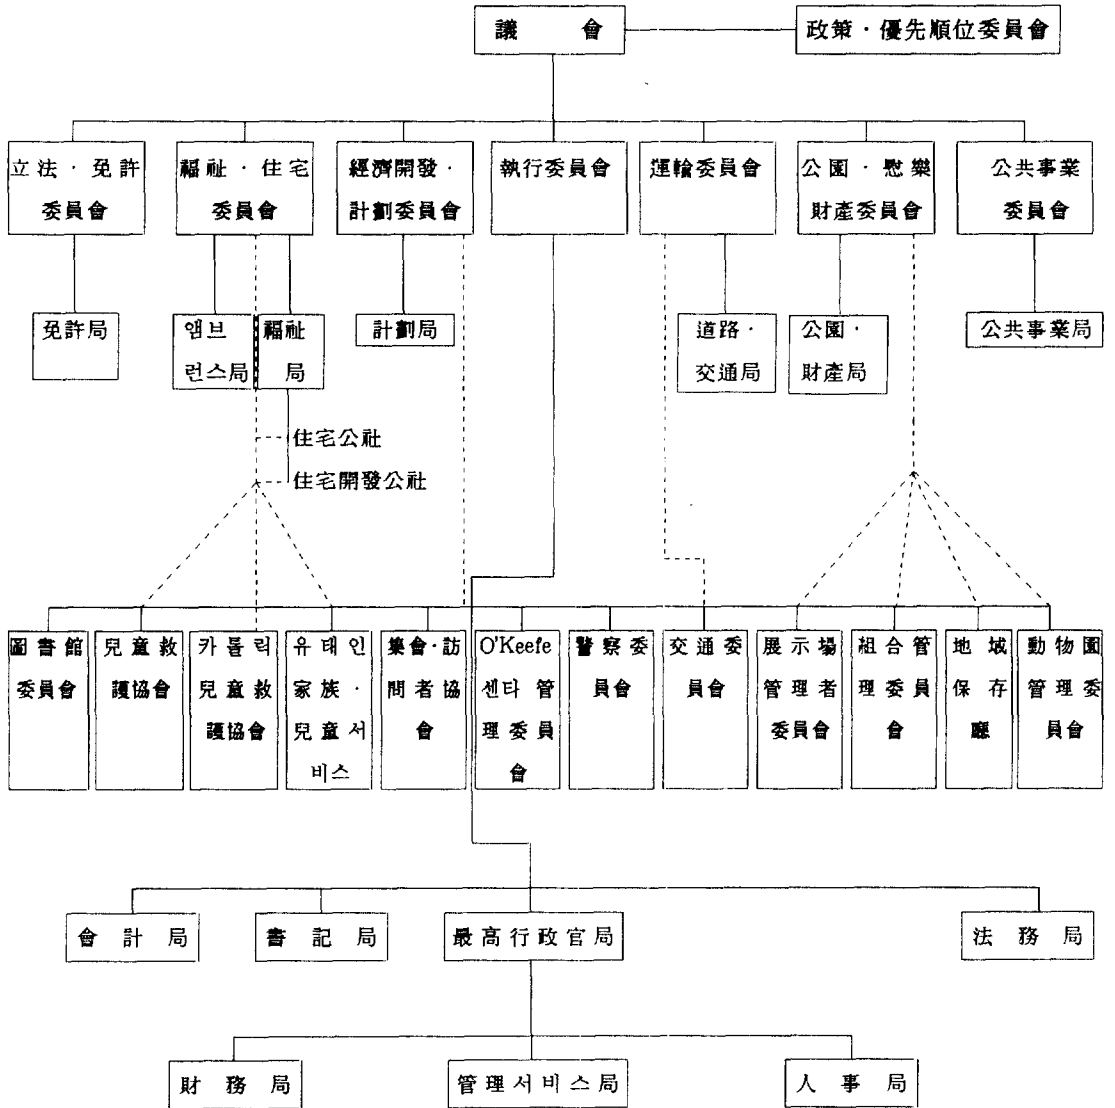 議 會
政策 · 優先順位委員會
立法 · 免許
委員會
福祉 · 住宅
委員會
經濟開發 ·
計劃委員會
執行委員會
運輸委員會
公園 · 慰樂
財產委員會
公共事業
委員會
免許局
앰브
런스局
福祉
局
計劃局
道路 ·
交通局
公園 ·
財產局
公共事業局
住宅公社
住宅開發公社
圖書館
委員會
兒童救
護協會
카톨릭
兒童救
護協會
유태인
家族 ·
兒童서
비스
集會·訪
問者協
會
O'Keefe
센타管
理委員
會
警察委
員會
交通委
員會
展示場
管理者
委員會
組合管
理委員
會
地域
保存
廳
動物園
管理委
員會
會計局
書記局
最高行政官局
法務局
財務局
管理서비스局
人事局